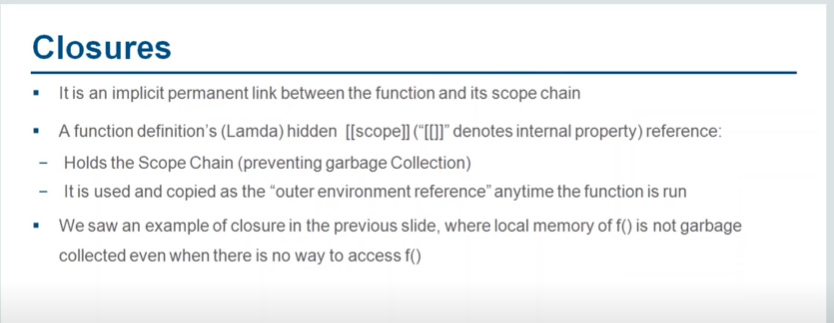 Closures
▪ It is an implicit permanent link between the function and its scope chain
▪ A function definition's (Lamda) hidden [[scope]] ("[[]]" denotes internal property) reference:
– Holds the Scope Chain (preventing garbage Collection)
– It is used and copied as the "outer environment reference" anytime the function is run
▪ We saw an example of closure in the previous slide, where local memory of f() is not garbage
collected even when there is no way to access f()